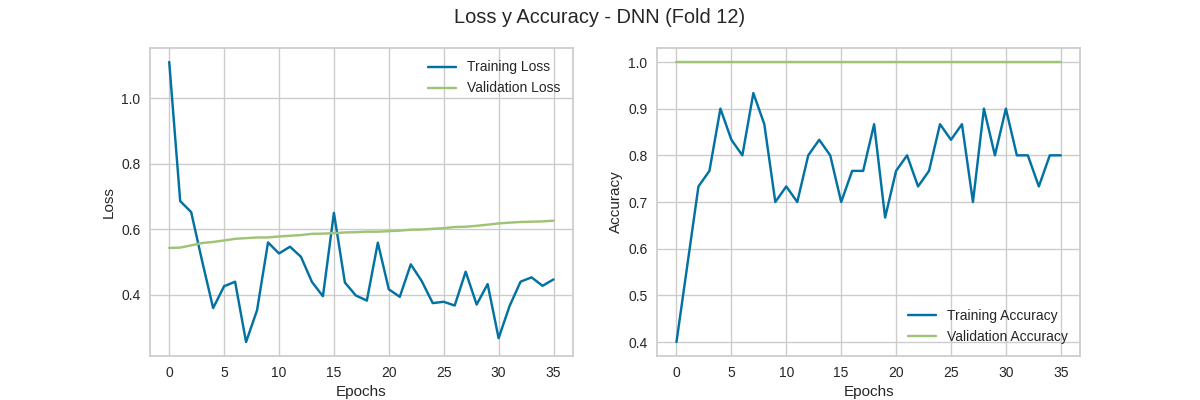 Loss y Accuracy - DNN (Fold 12)
Loss
1.0
0.8
0.6
0.4
Training Loss
Validation Loss
0 5 10 15 20 25 30 35
Epochs
Accuracy
1.0
0.9
0.8
0.7
0.6
0.5
0.4
Training Accuracy
Validation Accuracy
0 5 10 15 20 25 30 35
Epochs